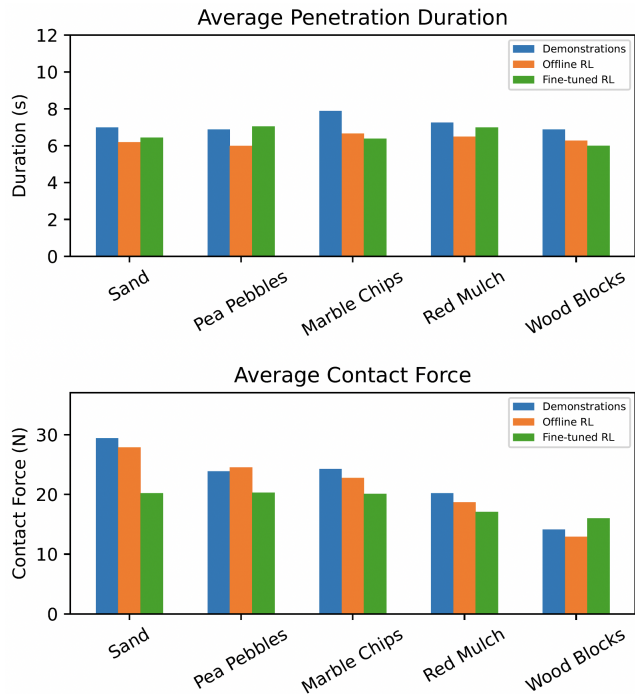 Average Penetration Duration
Duration (s)
12
10
8
6
4
2
0
Demonstrations
Offline RL
Fine-tuned RL
Sand
Pea Pebbles
Marble Chips
Red Mulch
Wood Blocks
Average Contact Force
Contact Force (N)
30
20
10
0
Demonstrations
Offline RL
Fine-tuned RL
Sand
Pea Pebbles
Marble Chips
Red Mulch
Wood Blocks